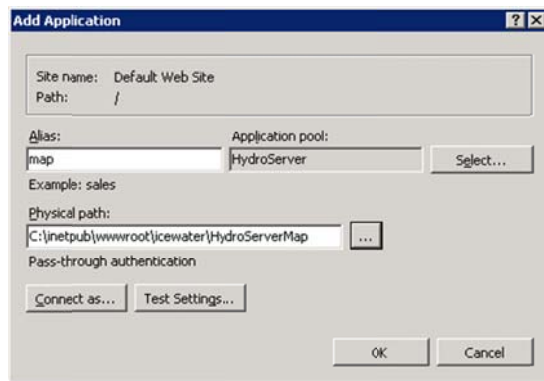 Add Application
Site name: Default Web Site
Path: /
Alias:
Application pool:
map
HydroServer
Select...
Example: sales
Physical path:
C:\inetpub\wwwroot\icewater\HydroServerMap
...
Pass-through authentication
Connect as...
Test Settings...
OK
Cancel